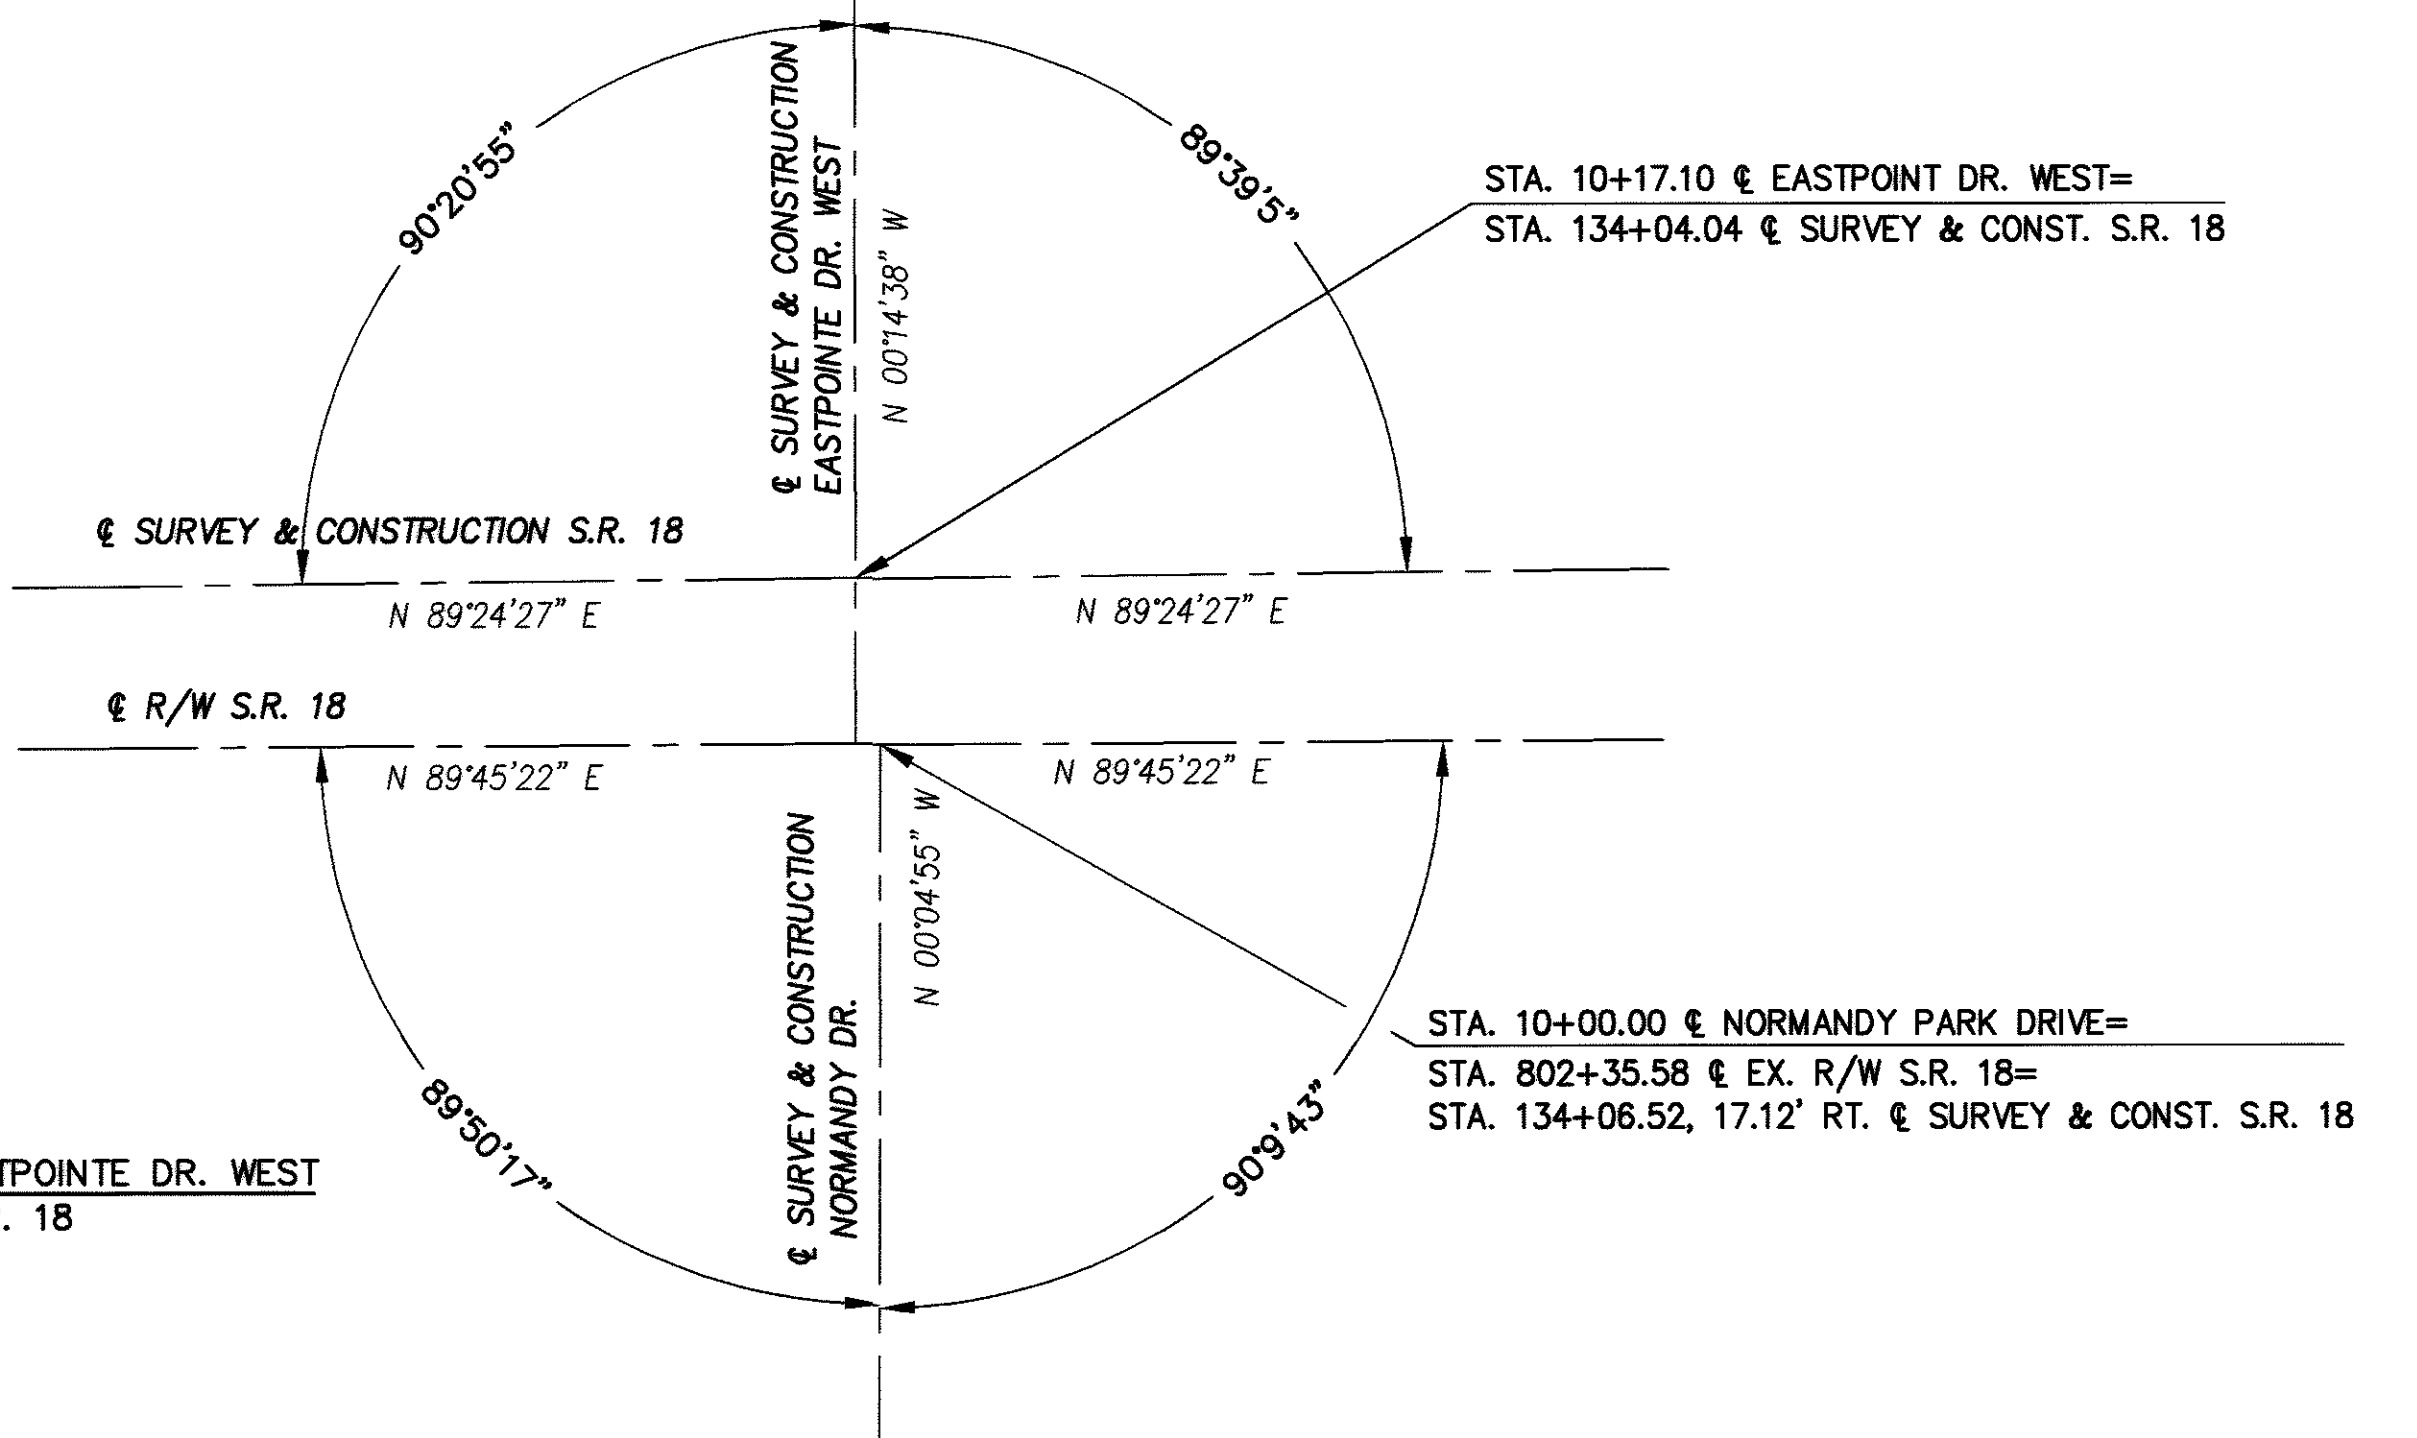 ℄ SURVEY & CONSTRUCTION
EASTPOINTE DR. WEST
N 00°14'38" W
90°20'55"
89°39'5"
STA. 10+17.10 ℄ EASTPOINT DR. WEST=
STA. 134+04.04 ℄ SURVEY & CONST. S.R. 18
℄ SURVEY & CONSTRUCTION S.R. 18
N 89°24'27" E
N 89°24'27" E
℄ R/W S.R. 18
N 89°45'22" E
N 89°45'22" E
℄ SURVEY & CONSTRUCTION
NORMANDY DR.
N 00°04'55" W
STA. 10+00.00 ℄ NORMANDY PARK DRIVE=
STA. 802+35.58 ℄ EX. R/W S.R. 18=
STA. 134+06.52, 17.12' RT. ℄ SURVEY & CONST. S.R. 18
89°50'17"
90°9'43"
TPOINTE DR. WEST
. 18